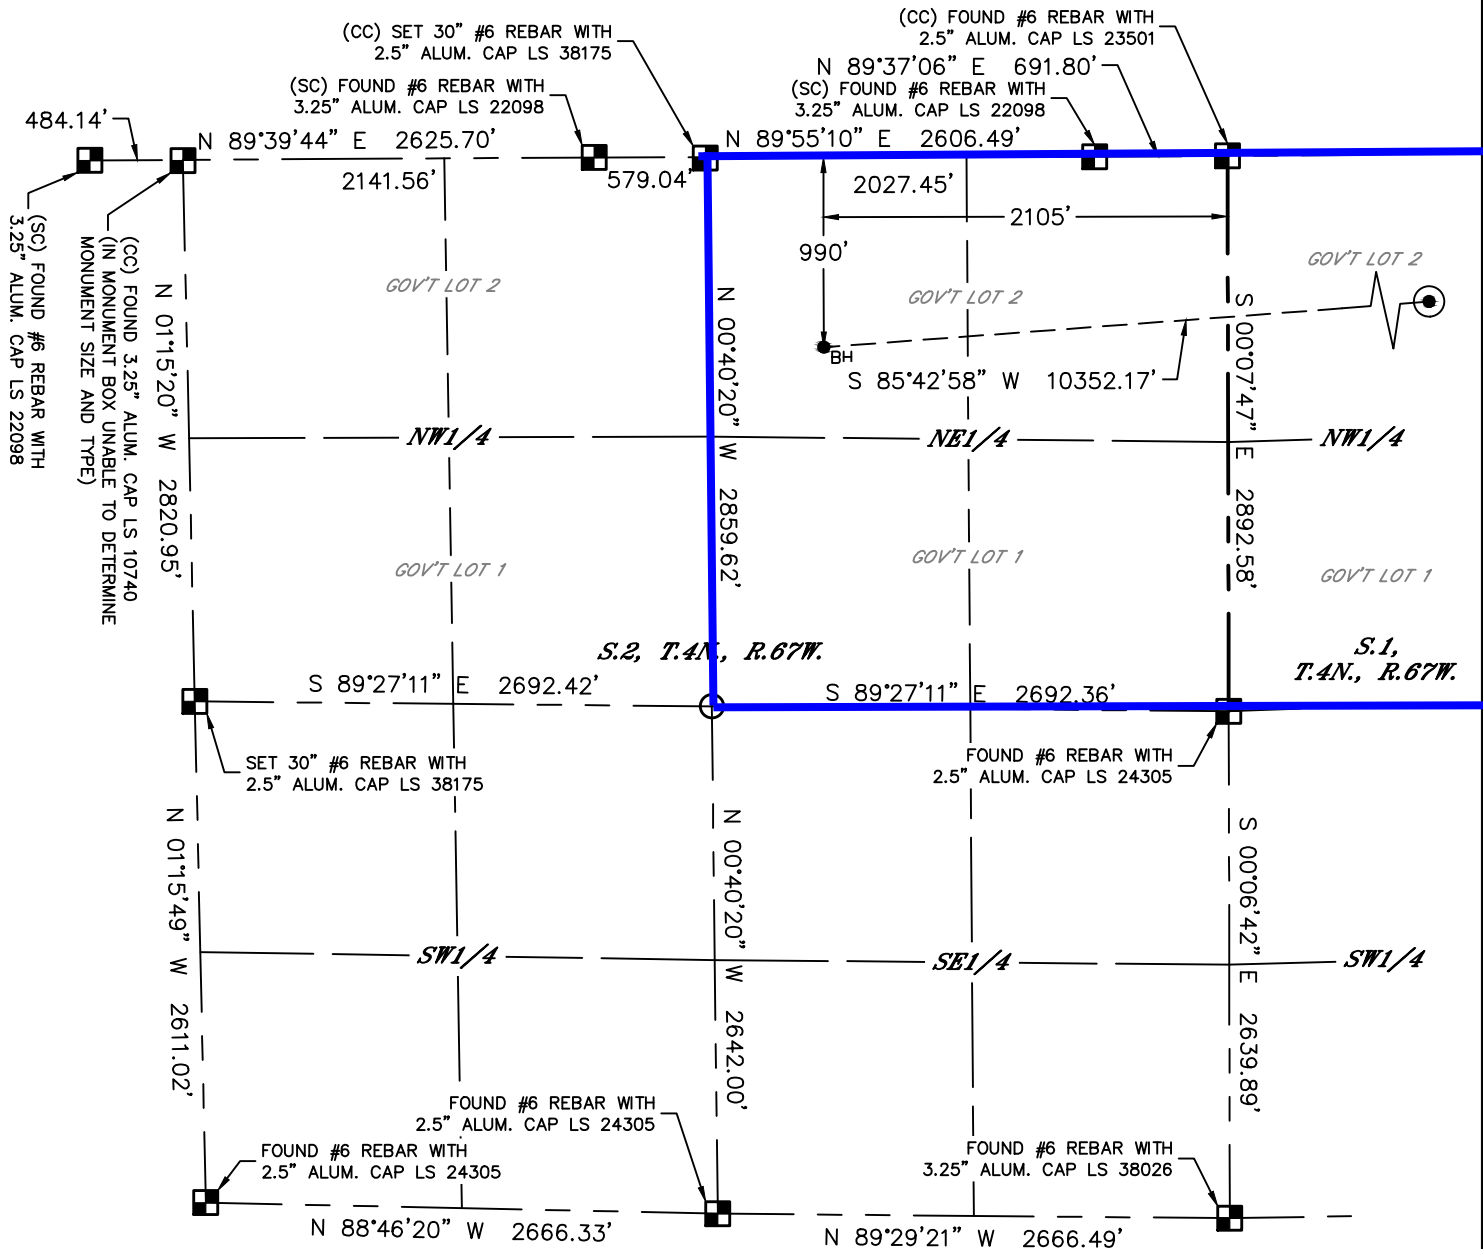 (CC) SET 30" #6 REBAR WITH
2.5" ALUM. CAP LS 38175
(CC) FOUND #6 REBAR WITH
2.5" ALUM. CAP LS 23501
N 89°37'06" E 691.80'
(SC) FOUND #6 REBAR WITH
3.25" ALUM. CAP LS 22098
(SC) FOUND #6 REBAR WITH
3.25" ALUM. CAP LS 22098
484.14'
N 89°39'44" E 2625.70'
N 89°55'10" E 2606.49'
2141.56'
579.04'
2027.45'
2105'
990'
(SC) FOUND #6 REBAR WITH
3.25" ALUM. CAP LS 22098
(CC) FOUND 3.25" ALUM. CAP LS 10740
(IN MONUMENT BOX UNABLE TO DETERMINE
MONUMENT SIZE AND TYPE)
N 01°15'20" W 2820.95'
GOV'T LOT 2
N 00°40'20" W 2859.62'
GOV'T LOT 2
S 00°07'47" E 2892.58'
GOV'T LOT 2
BH
S 85°42'58" W 10352.17'
NW1/4
NE1/4
NW1/4
GOV'T LOT 1
GOV'T LOT 1
GOV'T LOT 1
S.2, T.4N., R.67W.
S.1,
T.4N., R.67W.
S 89°27'11" E 2692.42'
S 89°27'11" E 2692.36'
SET 30" #6 REBAR WITH
2.5" ALUM. CAP LS 38175
FOUND #6 REBAR WITH
2.5" ALUM. CAP LS 24305
N 01°15'49" W 2611.02'
N 00°40'20" W 2642.00'
S 00°06'42" E 2639.89'
SW1/4
SE1/4
SW1/4
FOUND #6 REBAR WITH
2.5" ALUM. CAP LS 24305
FOUND #6 REBAR WITH
2.5" ALUM. CAP LS 24305
FOUND #6 REBAR WITH
3.25" ALUM. CAP LS 38026
N 88°46'20" W 2666.33'
N 89°29'21" W 2666.49'